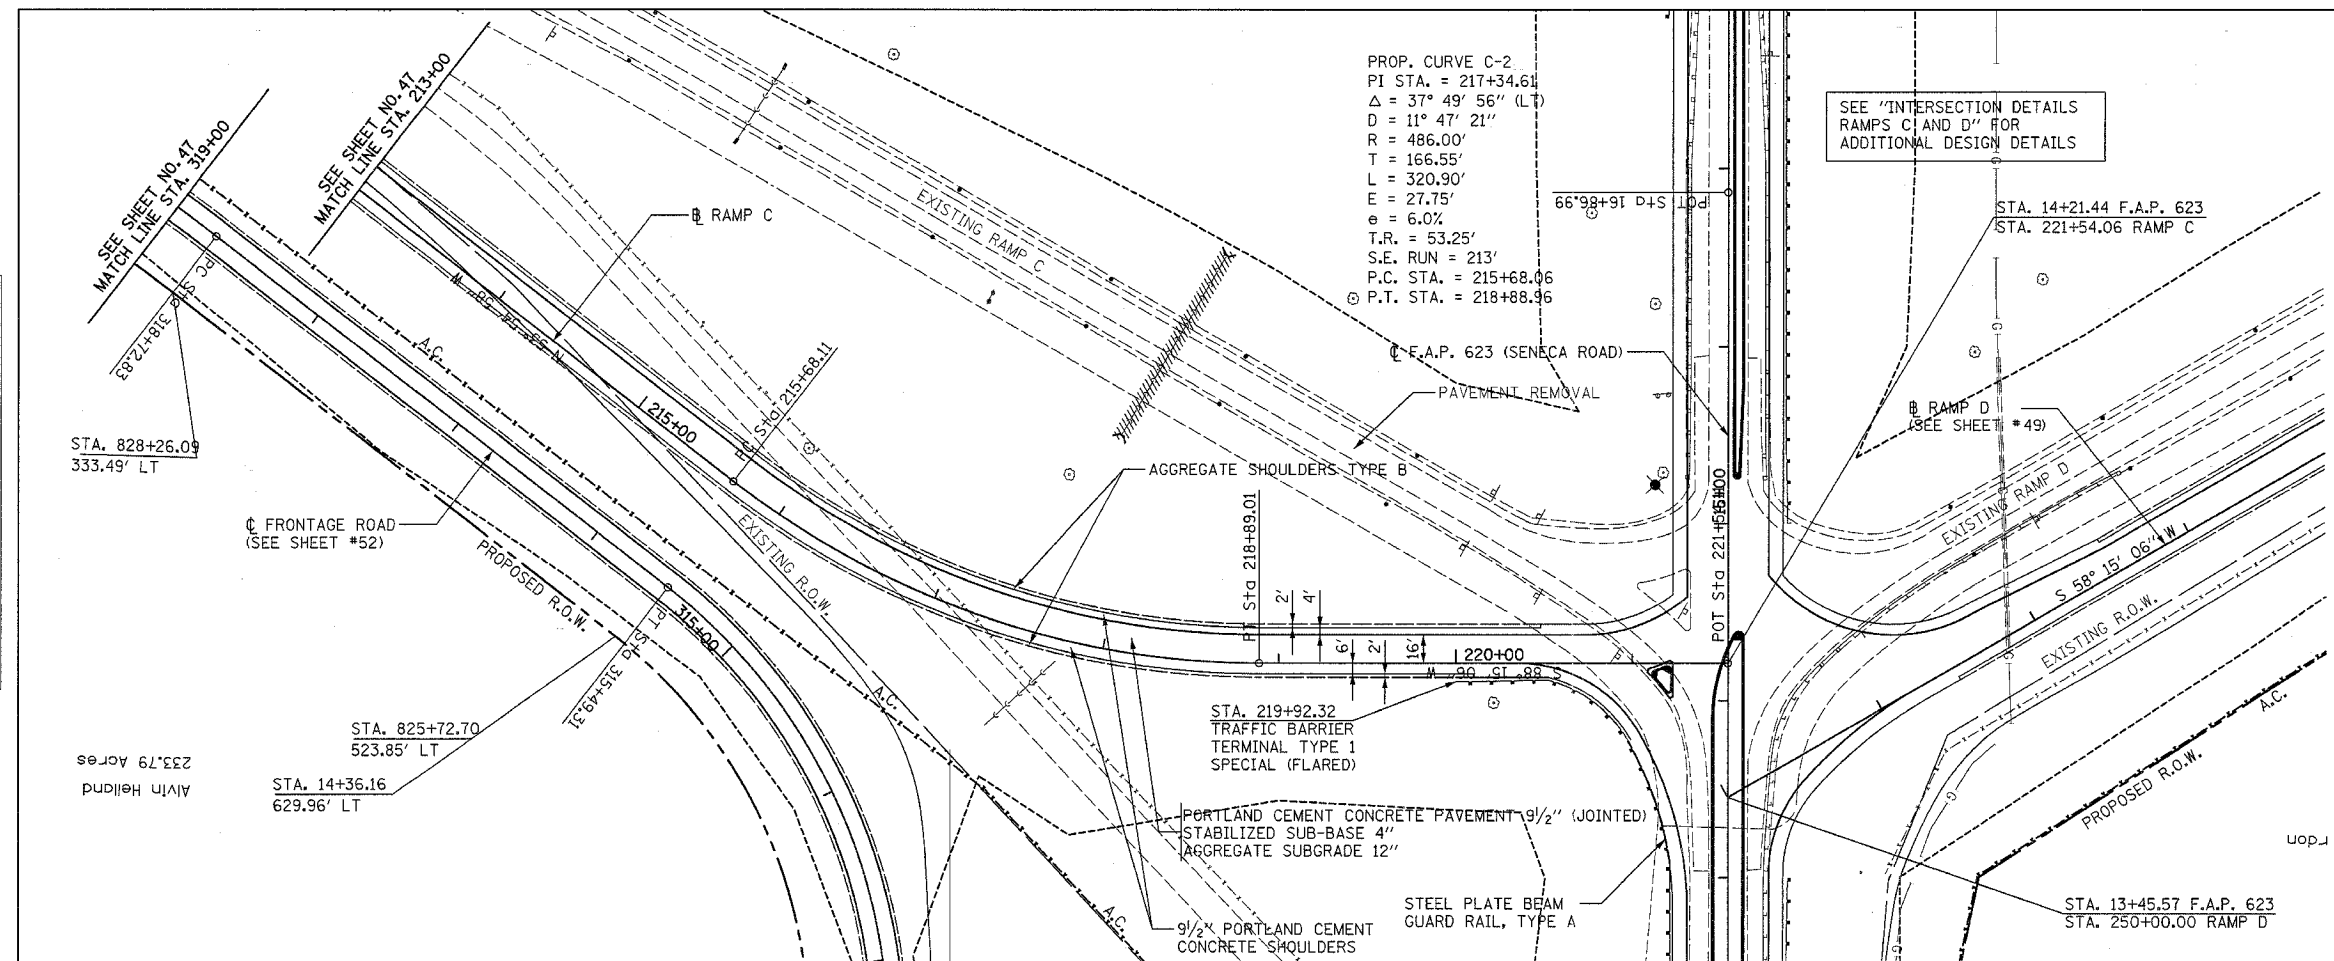 SEE SHEET NO. 47
MATCH LINE STA. 319+00
SEE SHEET NO. 47
MATCH LINE STA. 213+00
PROP. CURVE C-2
PI STA. = 217+34.61
Δ = 37° 49' 56" (LT)
D = 11° 47' 21"
R = 486.00'
T = 166.55'
L = 320.90'
E = 27.75'
e = 6.0%
T.R. = 53.25'
S.E. RUN = 213'
P.C. STA. = 215+68.06
P.T. STA. = 218+88.96
SEE "INTERSECTION DETAILS
RAMPS C AND D" FOR
ADDITIONAL DESIGN DETAILS
POT Sta 16+86.99
STA. 14+21.44 F.A.P. 623
STA. 221+54.06 RAMP C
℄ F.A.P. 623 (SENECA ROAD)
PAVEMENT REMOVAL
EXISTING RAMP C
B RAMP C
B RAMP D
(SEE SHEET #49)
EXISTING RAMP D
S 58° 15' 06" W
EXISTING R.O.W.
A.C.
PROPOSED R.O.W.
PC Sta 318+72.83
STA. 828+26.09
333.49' LT
℄ FRONTAGE ROAD
(SEE SHEET #52)
PROPOSED R.O.W.
A.C.
N 53° 54' 58" W
215+00
PC Sta 215+68.11
AGGREGATE SHOULDERS TYPE B
EXISTING R.O.W.
PT Sta 218+89.01
2'
4'
6'
2'
16'
220+00
S 88° 15' 06" W
POT Sta
315+00
PT Sta 315+49.31
A.C.
STA. 825+72.70
523.85' LT
STA. 14+36.16
629.96' LT
233.79 Acres
Alvin Helland
STA. 219+92.32
TRAFFIC BARRIER
TERMINAL TYPE 1
SPECIAL (FLARED)
PORTLAND CEMENT CONCRETE PAVEMENT 9½" (JOINTED)
STABILIZED SUB-BASE 4"
AGGREGATE SUBGRADE 12"
A.C.
9½" PORTLAND CEMENT
CONCRETE SHOULDERS
STEEL PLATE BEAM
GUARD RAIL, TYPE A
STA. 13+45.57 F.A.P. 623
STA. 250+00.00 RAMP D
rdon
G
G
G
G